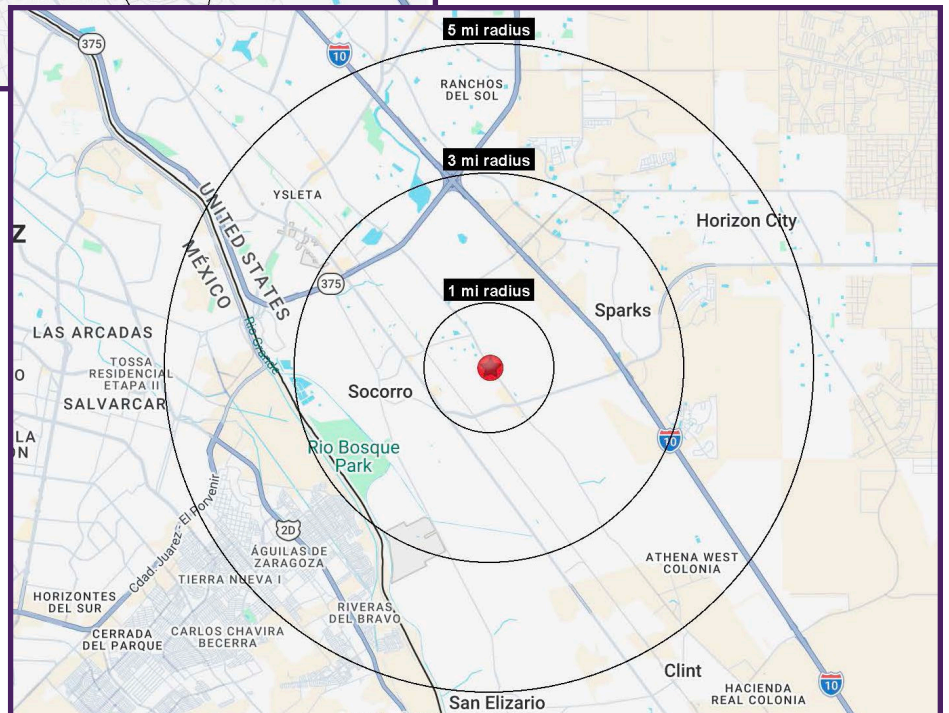 375
10
5 mi radius
RANCHOS
DEL SOL
3 mi radius
YSLETA
UNITED STATES
MÉXICO
Horizon City
Z
375
1 mi radius
Sparks
LAS ARCADAS
Rio Grande
TOSSA
RESIDENCIAL
ETAPA II
O
SALVARCAR
Socorro
LA
ON
10
Rio Bosque
Park
Cdad. Juarez - El Porvenir
2D
ÁGUILAS DE
ZARAGOZA
ATHENA WEST
COLONIA
TIERRA NUEVA I
HORIZONTES
DEL SUR
RIVERAS
DEL BRAVO
CERRADA
DEL PARQUE
CARLOS CHAVIRA
BECERRA
Clint
10
HACIENDA
REAL COLONIA
San Elizario